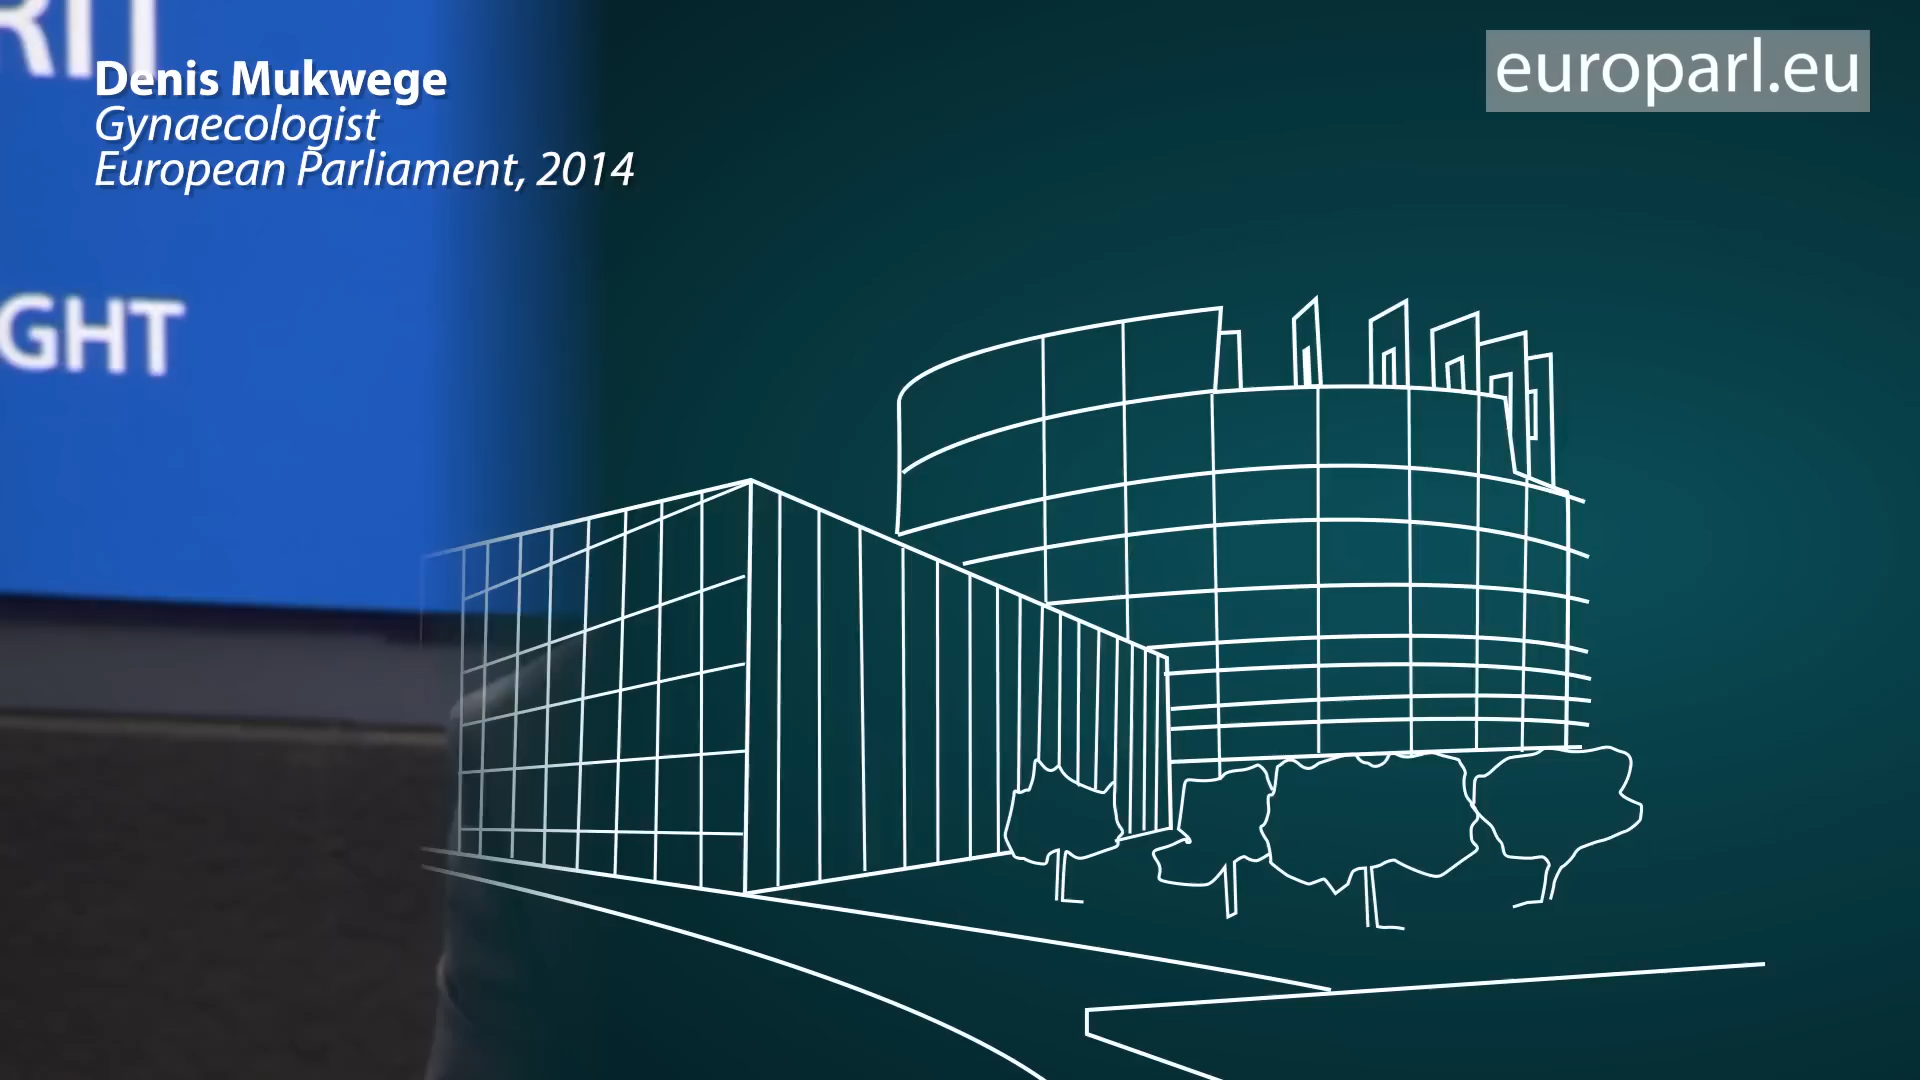 Denis Mukwege
Gynaecologist
European Parliament, 2014
europarl.eu
GHT